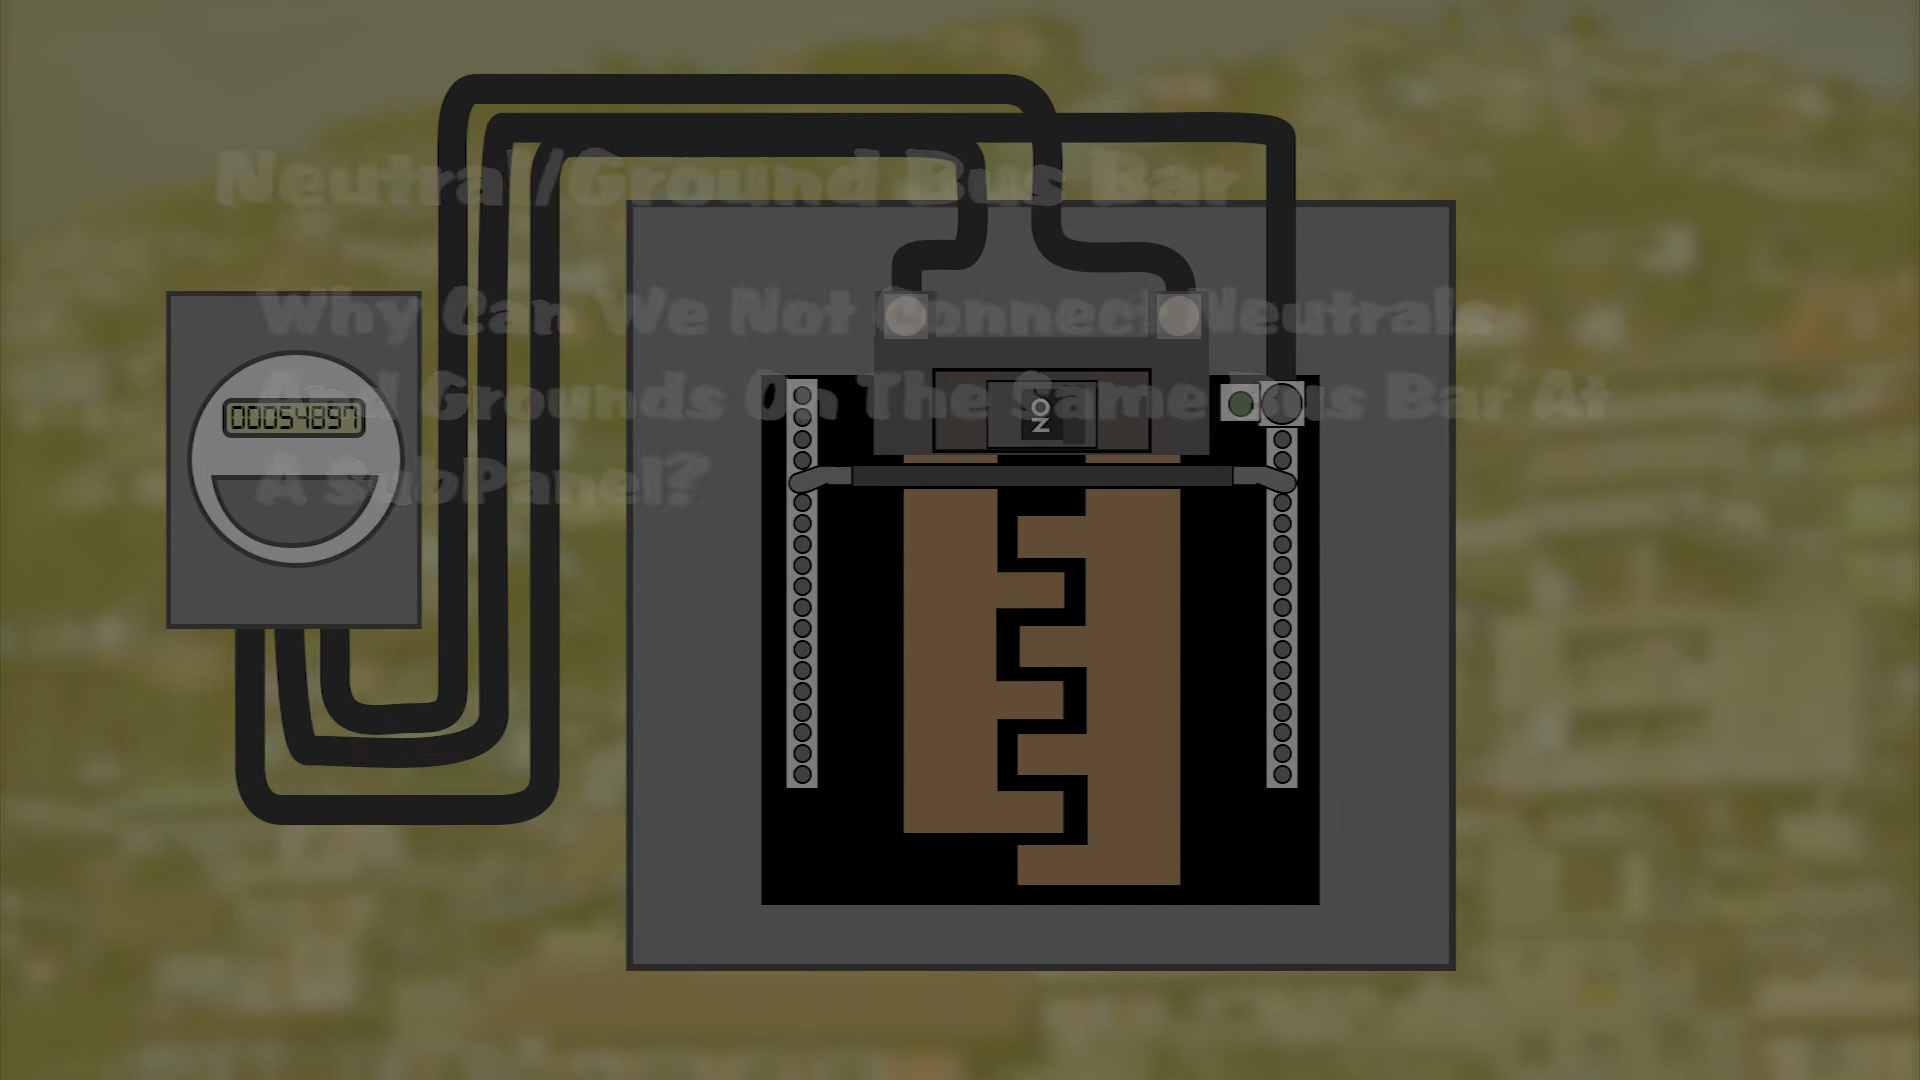 Neutral/Ground Bus Bar
Why Can We Not Connect Neutrals
And Grounds On The Same Bus Bar At
A SubPanel?
00054897
ON